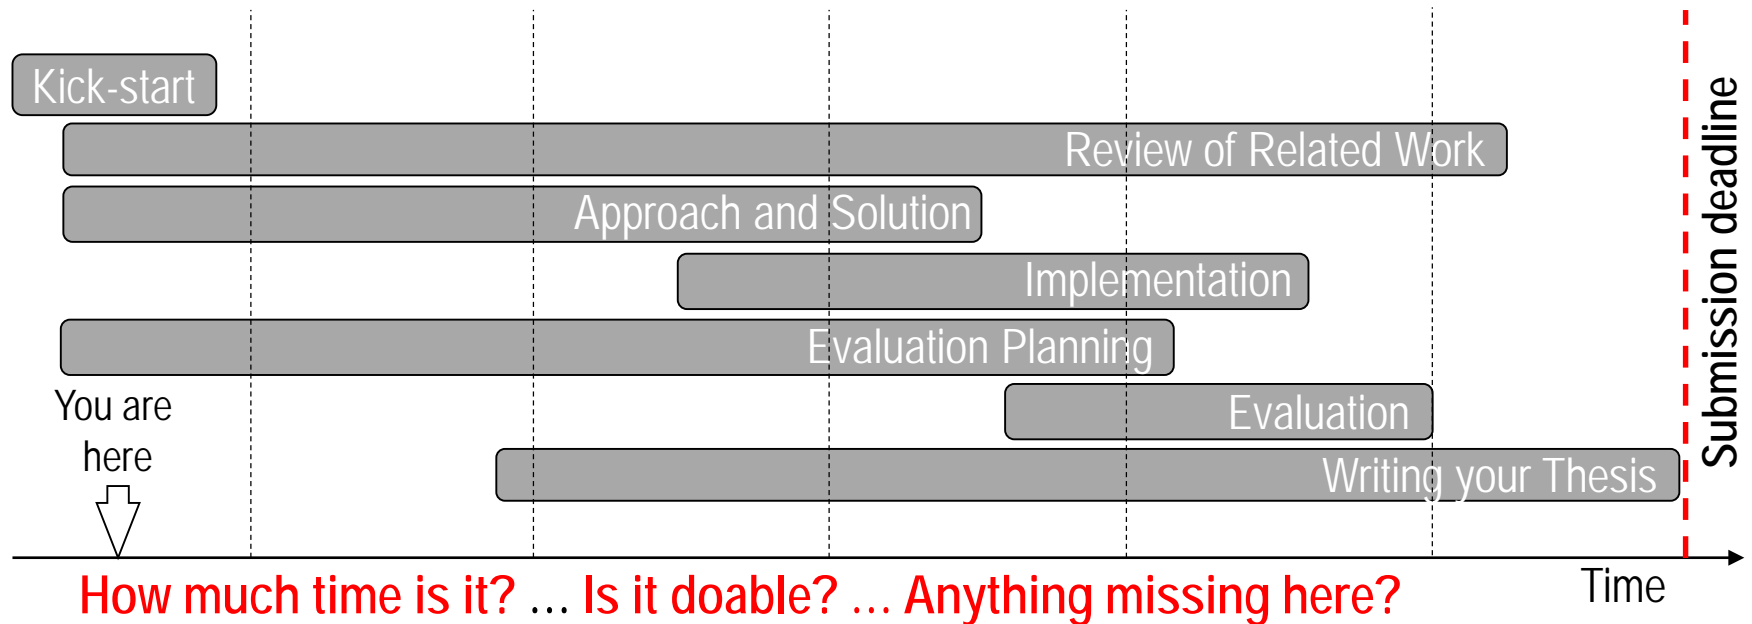 Kick-start
Review of Related Work
Approach and Solution
Implementation
Evaluation Planning
You are
here
Evaluation
Writing your Thesis
Submission deadline
Time
How much time is it? ... Is it doable? ... Anything missing here?